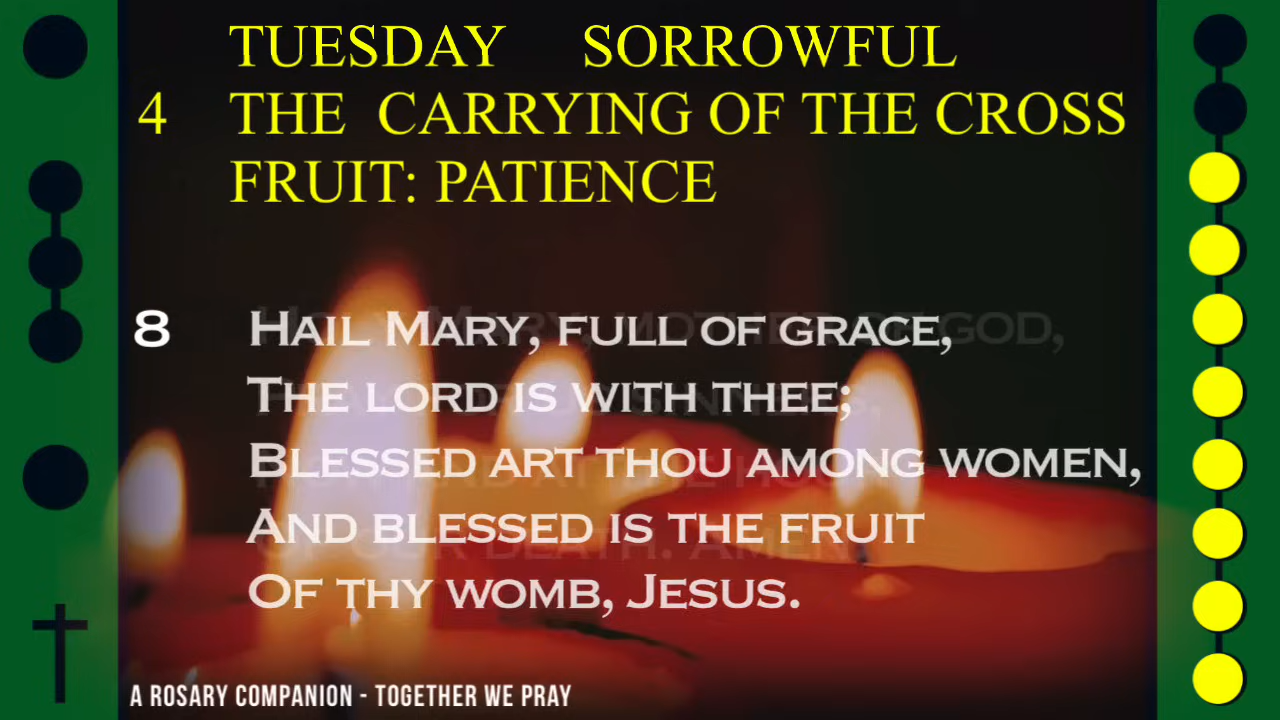 TUESDAY SORROWFUL
4 THE CARRYING OF THE CROSS
FRUIT: PATIENCE
8 HAIL MARY, FULL OF GRACE,
THE LORD IS WITH THEE;
BLESSED ART THOU AMONG WOMEN,
AND BLESSED IS THE FRUIT
OF THY WOMB, JESUS.
A ROSARY COMPANION - TOGETHER WE PRAY